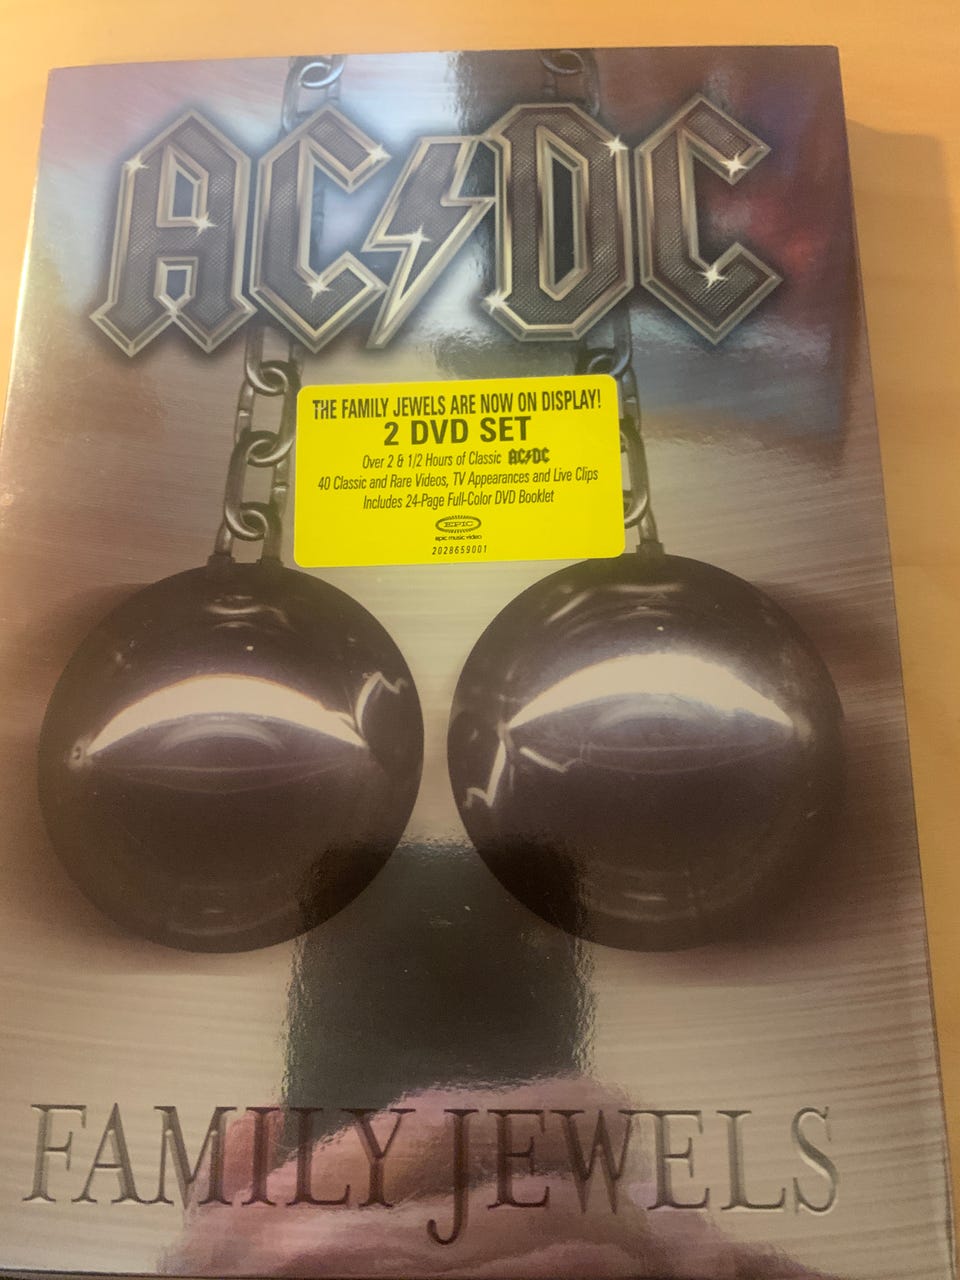 AC⚡DC
THE FAMILY JEWELS ARE NOW ON DISPLAY!
2 DVD SET
Over 2 & 1/2 Hours of Classic AC⚡DC
40 Classic and Rare Videos, TV Appearances and Live Clips
Includes 24-Page Full-Color DVD Booklet
EPIC
epic music video
2028659001
FAMILY JEWELS